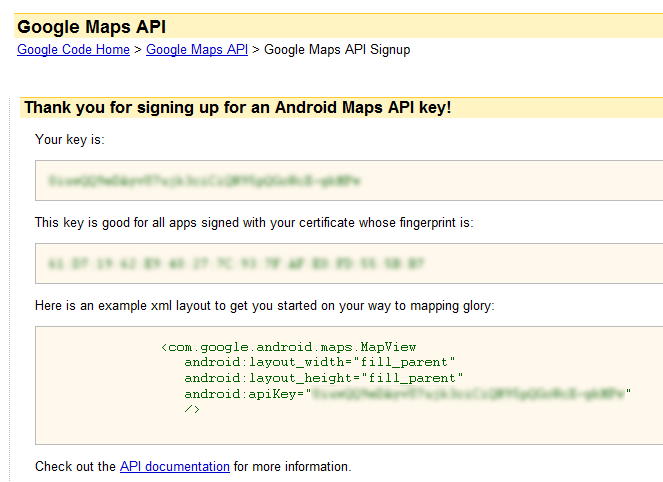 Google Maps API
Google Code Home > Google Maps API > Google Maps API Signup
Thank you for signing up for an Android Maps API key!
Your key is:
This key is good for all apps signed with your certificate whose fingerprint is:
Here is an example xml layout to get you started on your way to mapping glory:
<com.google.android.maps.MapView
android:layout_width="fill_parent"
android:layout_height="fill_parent"
android:apiKey=""
/>
Check out the API documentation for more information.